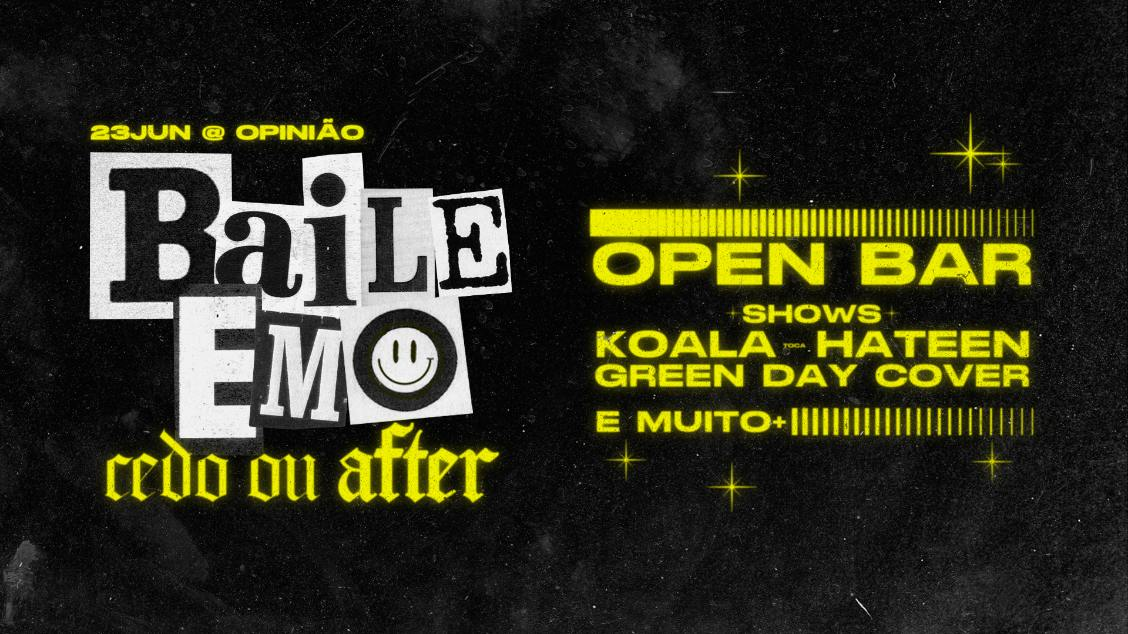 23JUN @ OPINIÃO
BaiLE
EMO
cedo ou after
OPEN BAR
SHOWS
KOALA TOCA HATEEN
GREEN DAY COVER
E MUITO+